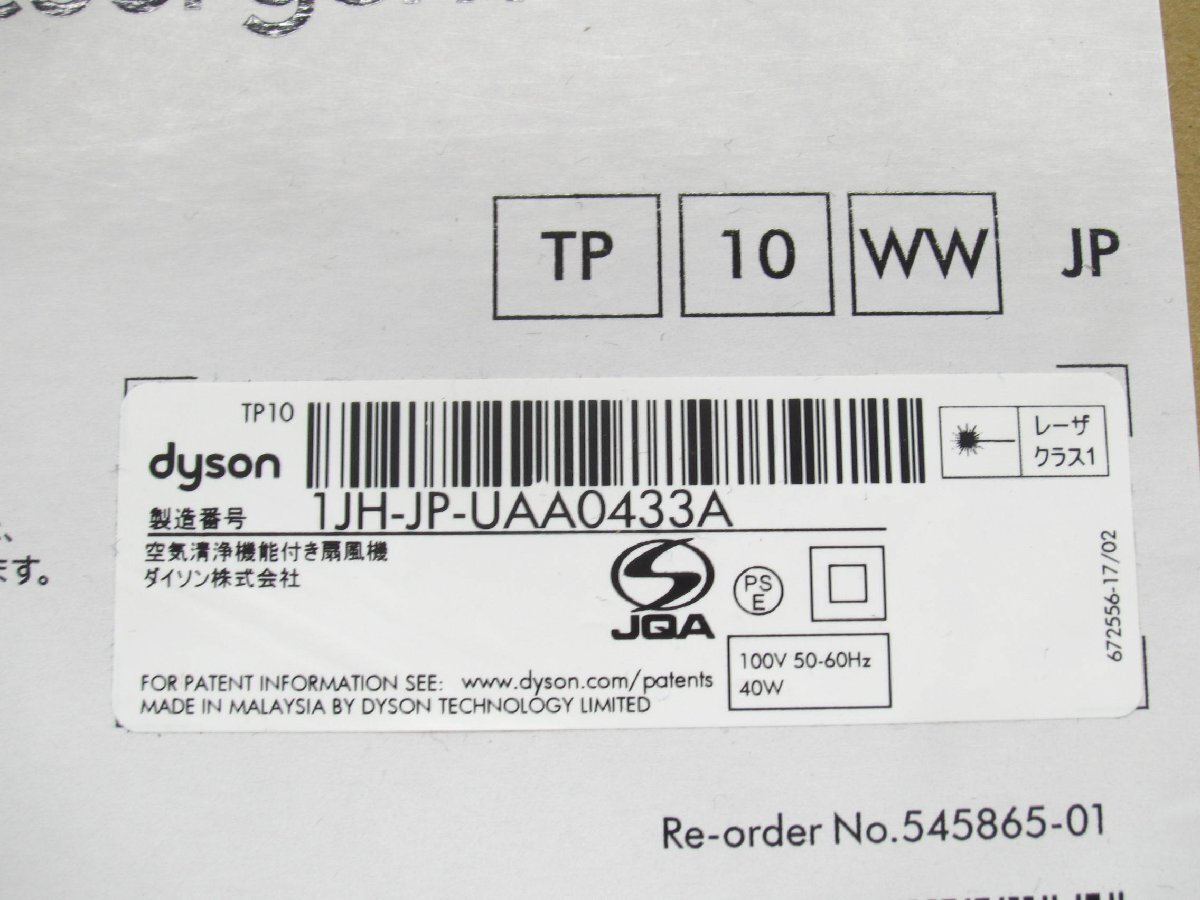 TP 10 WW JP
TP10
dyson
レーザ
クラス1
製造番号 1JH-JP-UAA0433A
空気清浄機能付き扇風機
ダイソン株式会社
JQA
PS
E
100V 50-60Hz
40W
672556-17/02
FOR PATENT INFORMATION SEE: www.dyson.com/patents
MADE IN MALAYSIA BY DYSON TECHNOLOGY LIMITED
ます。
Re-order No.545865-01